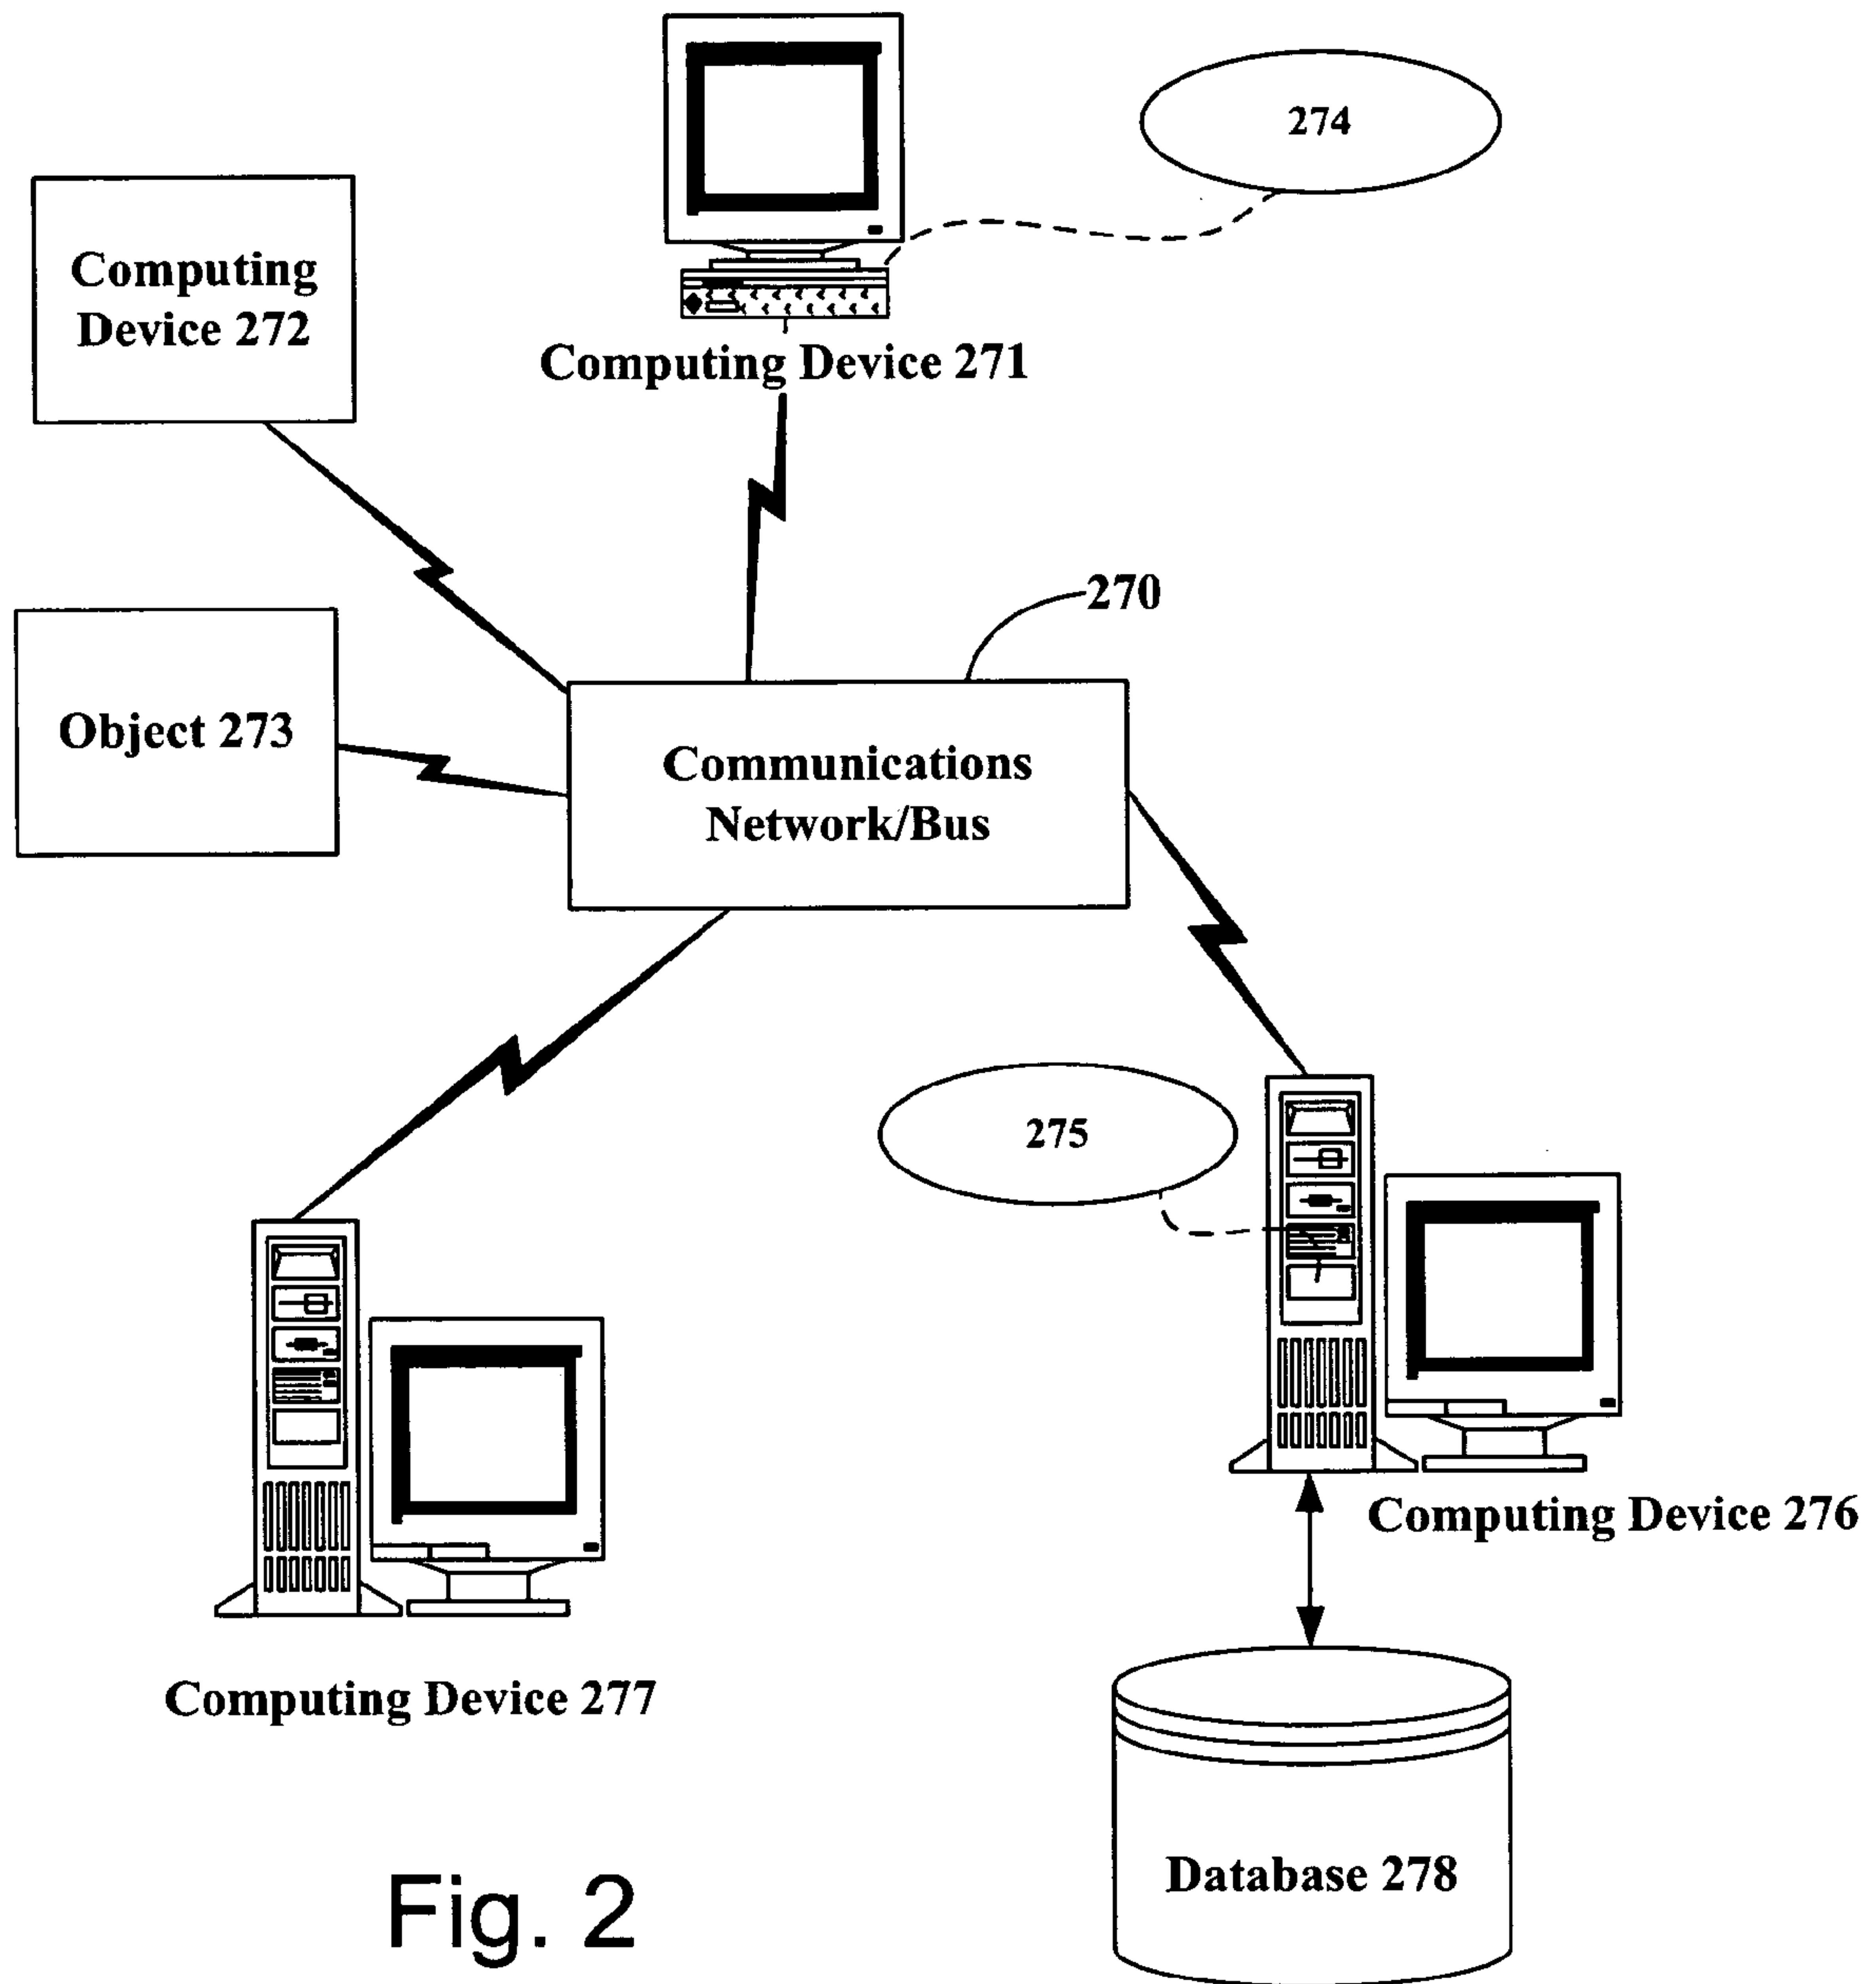 274
Computing
Device 272
Computing Device 271
270
Object 273
Communications
Network/Bus
275
Computing Device 276
Computing Device 277
Database 278
Fig. 2